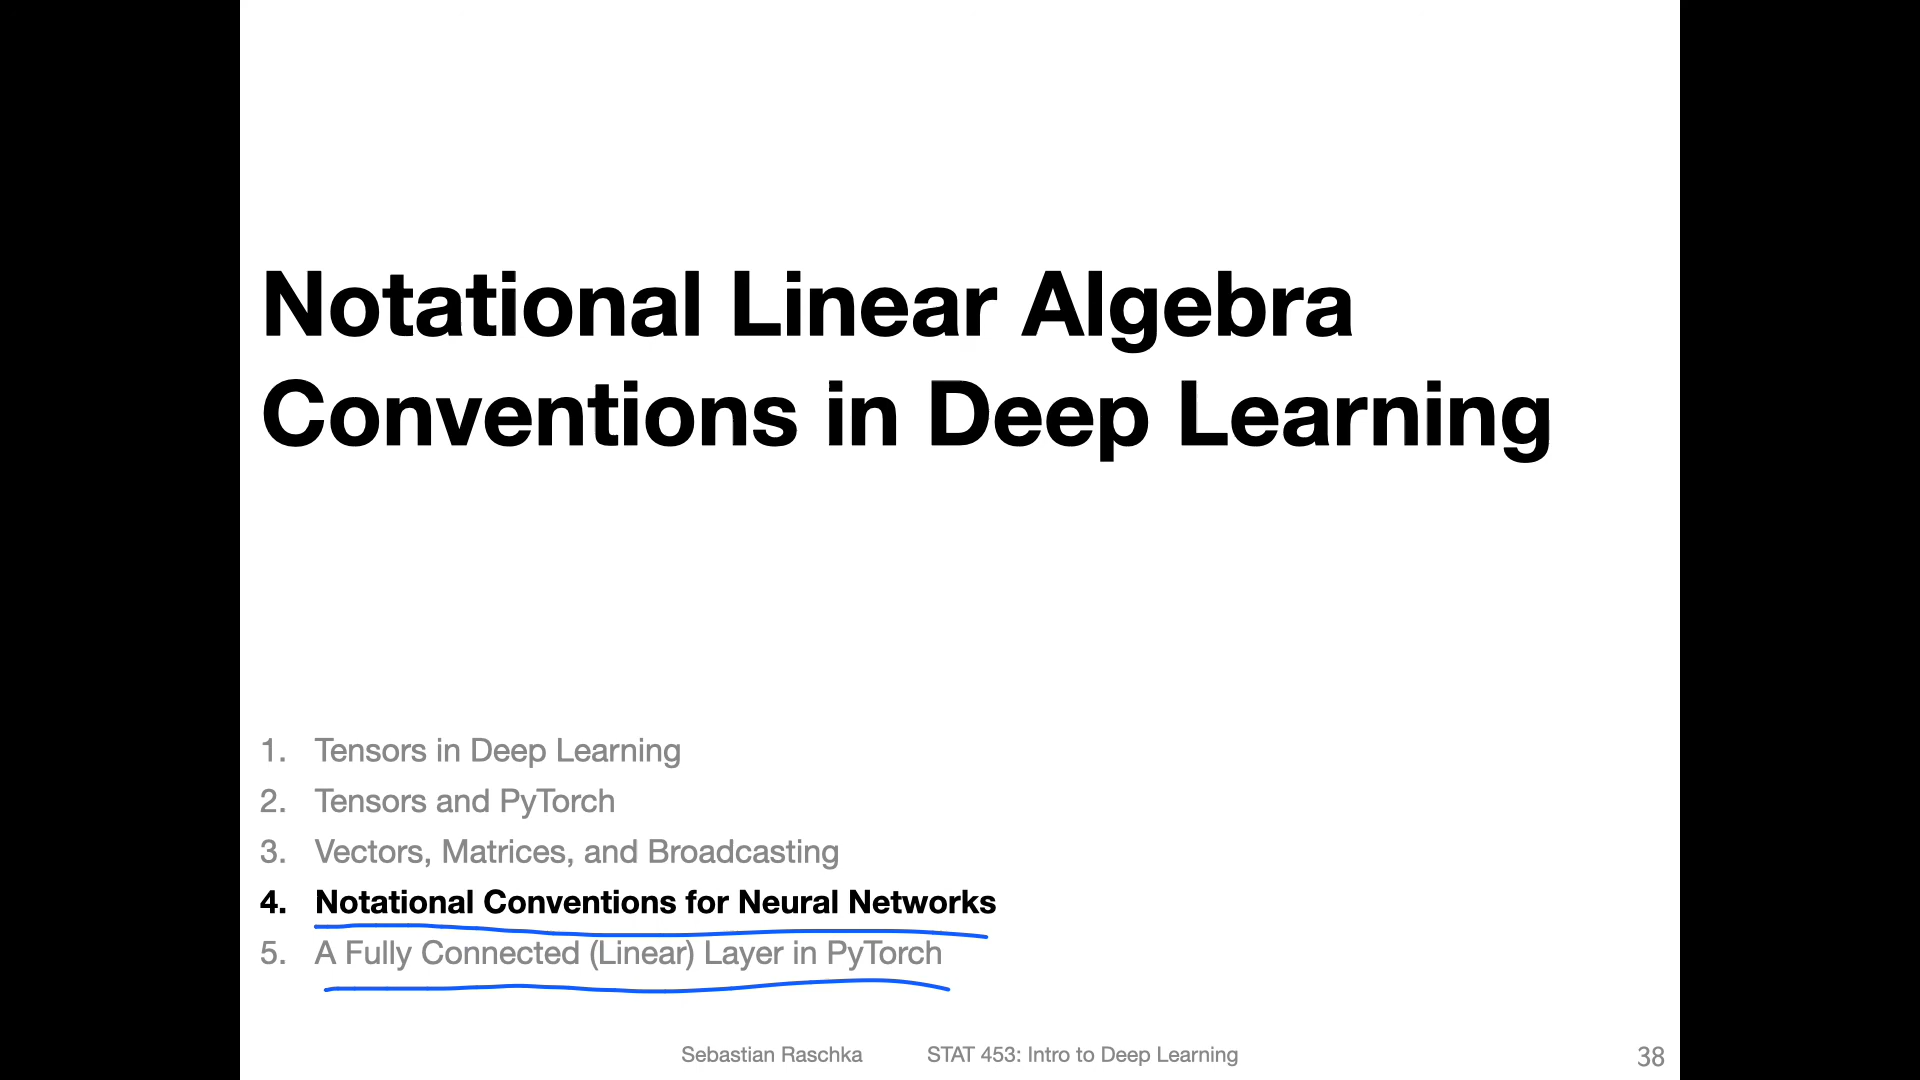 Notational Linear Algebra
Conventions in Deep Learning
1. Tensors in Deep Learning
2. Tensors and PyTorch
3. Vectors, Matrices, and Broadcasting
4. Notational Conventions for Neural Networks
5. A Fully Connected (Linear) Layer in PyTorch
Sebastian Raschka STAT 453: Intro to Deep Learning 38